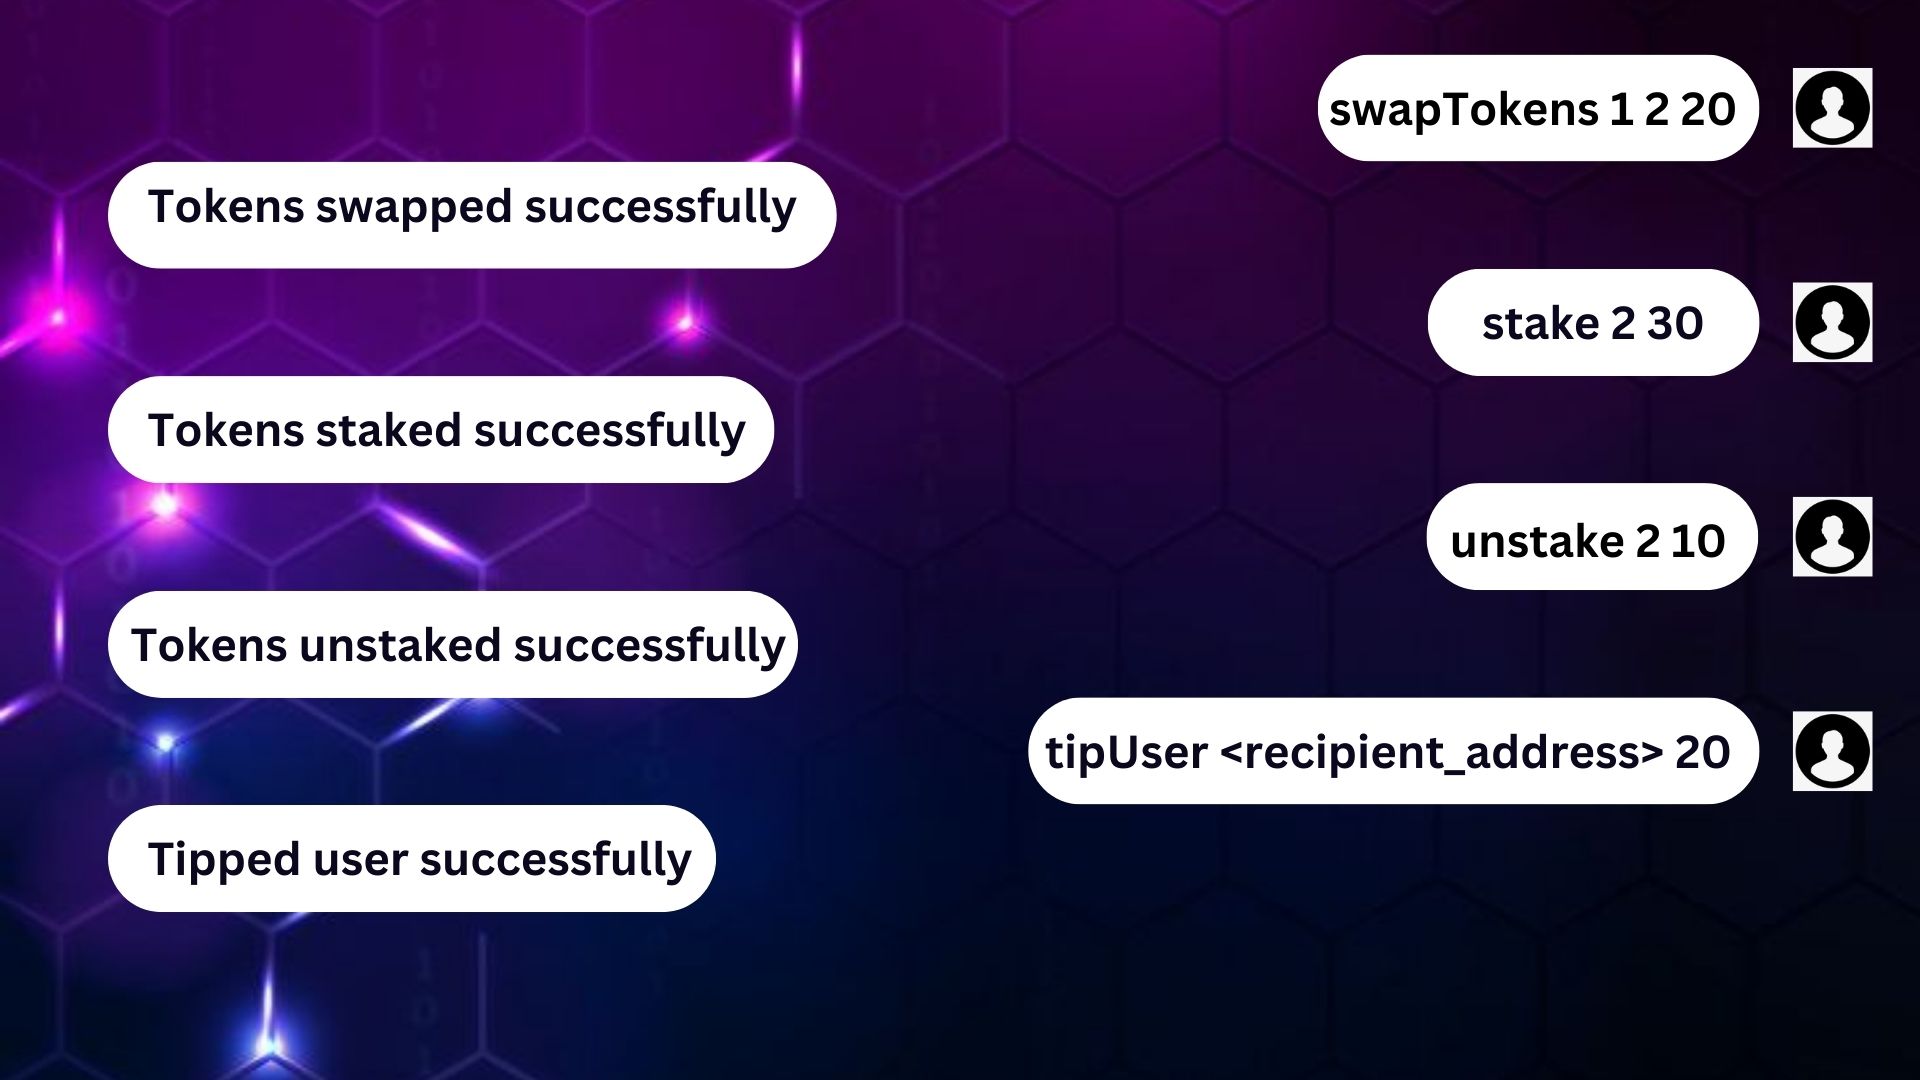 swapTokens 1 2 20
Tokens swapped successfully
stake 2 30
Tokens staked successfully
unstake 2 10
Tokens unstaked successfully
tipUser <recipient_address> 20
Tipped user successfully